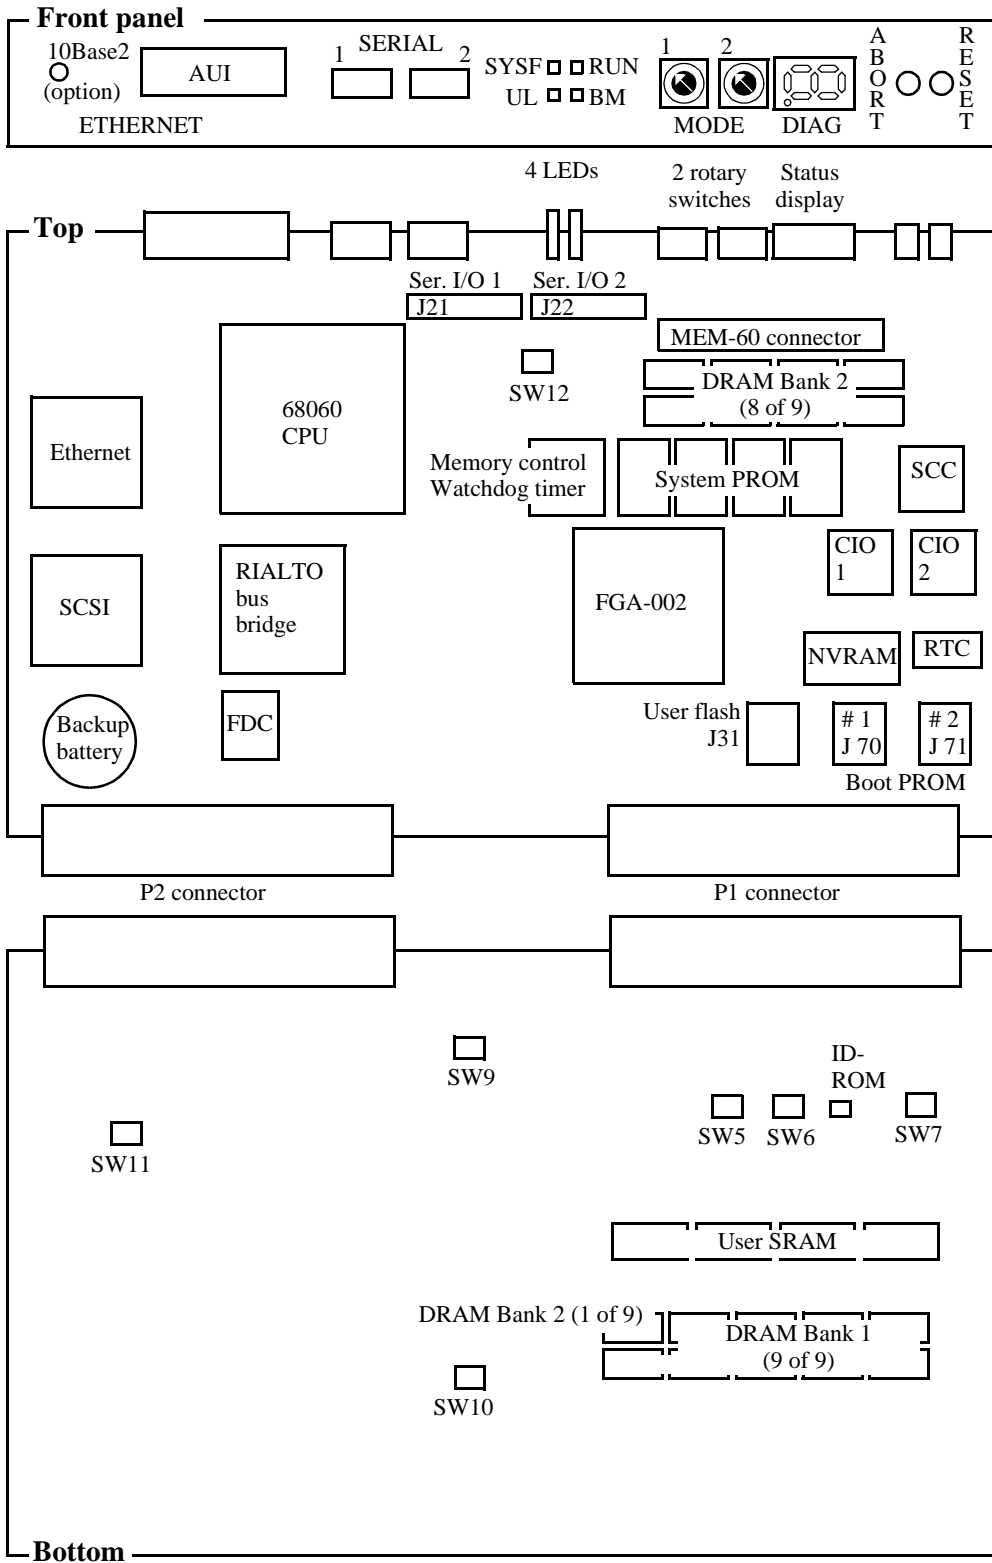 Front panel
10Base2
(option)
AUI
ETHERNET
SERIAL
1
2
SYSF
RUN
UL
BM
1
2
MODE
DIAG
ABORT
RESET
4 LEDs
2 rotary
switches
Status
display
Top
Ser. I/O 1
J21
Ser. I/O 2
J22
MEM-60 connector
SW12
DRAM Bank 2
(8 of 9)
68060
CPU
Ethernet
Memory control
Watchdog timer
System PROM
SCC
CIO
1
CIO
2
RIALTO
bus
bridge
SCSI
FGA-002
NVRAM
RTC
Backup
battery
FDC
User flash
J31
# 1
J 70
# 2
J 71
Boot PROM
P2 connector
P1 connector
SW9
ID-
ROM
SW5
SW6
SW7
SW11
User SRAM
DRAM Bank 2 (1 of 9)
DRAM Bank 1
(9 of 9)
SW10
Bottom